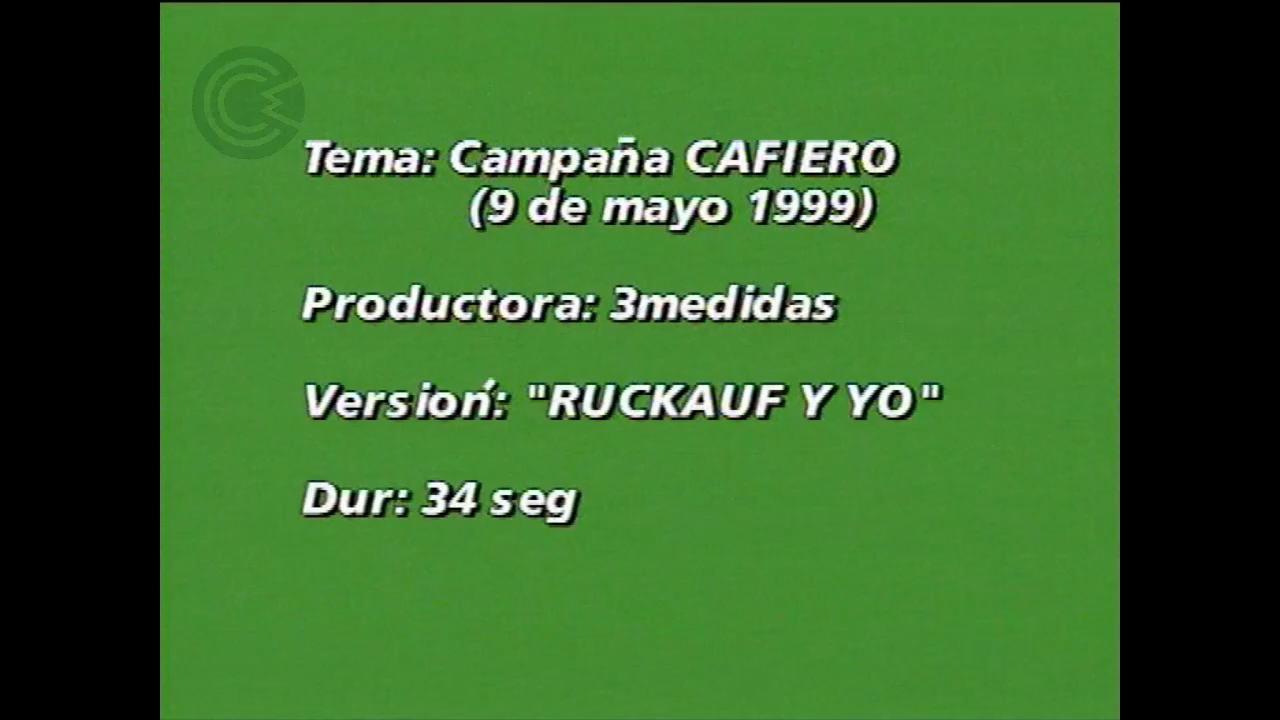 Tema: Campaña CAFIERO
(9 de mayo 1999)
Productora: 3medidas
Versioń: "RUCKAUF Y YO"
Dur: 34 seg